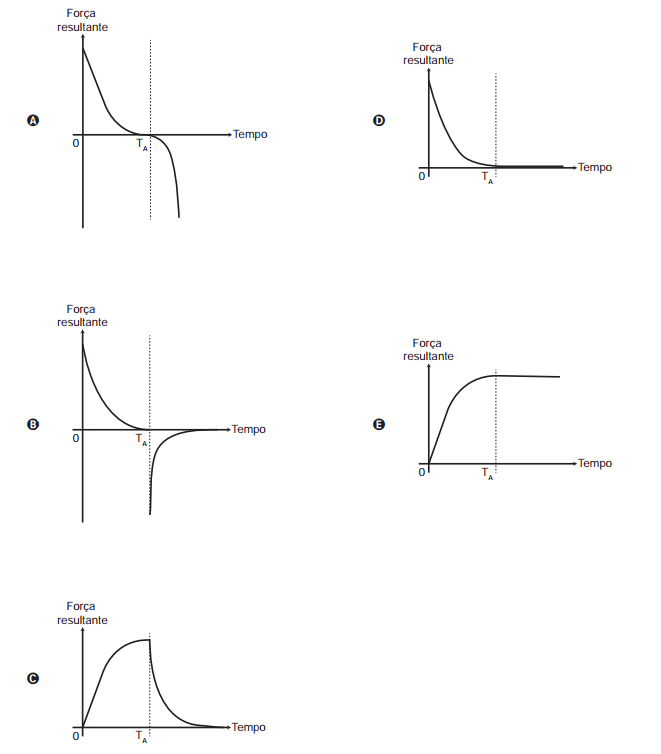 Força
resultante
A
0
T_A
Tempo
Força
resultante
B
0
T_A
Tempo
Força
resultante
C
0
T_A
Tempo
Força
resultante
D
0
T_A
Tempo
Força
resultante
E
0
T_A
Tempo